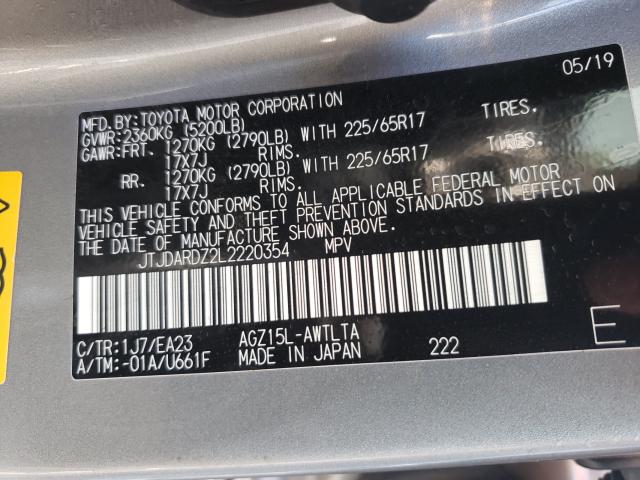 05/19
MFD.BY:TOYOTA MOTOR CORPORATION
GVWR:2360KG (5200LB)
GAWR:FRT. 1270KG (2790LB) WITH 225/65R17 TIRES.
17X7J RIMS.
RR. 1270KG (2790LB) WITH 225/65R17 TIRES.
17X7J RIMS.
THIS VEHICLE CONFORMS TO ALL APPLICABLE FEDERAL MOTOR
VEHICLE SAFETY AND THEFT PREVENTION STANDARDS IN EFFECT ON
THE DATE OF MANUFACTURE SHOWN ABOVE.
JTJDARDZ2L2220354 MPV
C/TR:1J7/EA23 AGZ15L-AWTLTA
A/TM:-01A/U661F MADE IN JAPAN 222 E